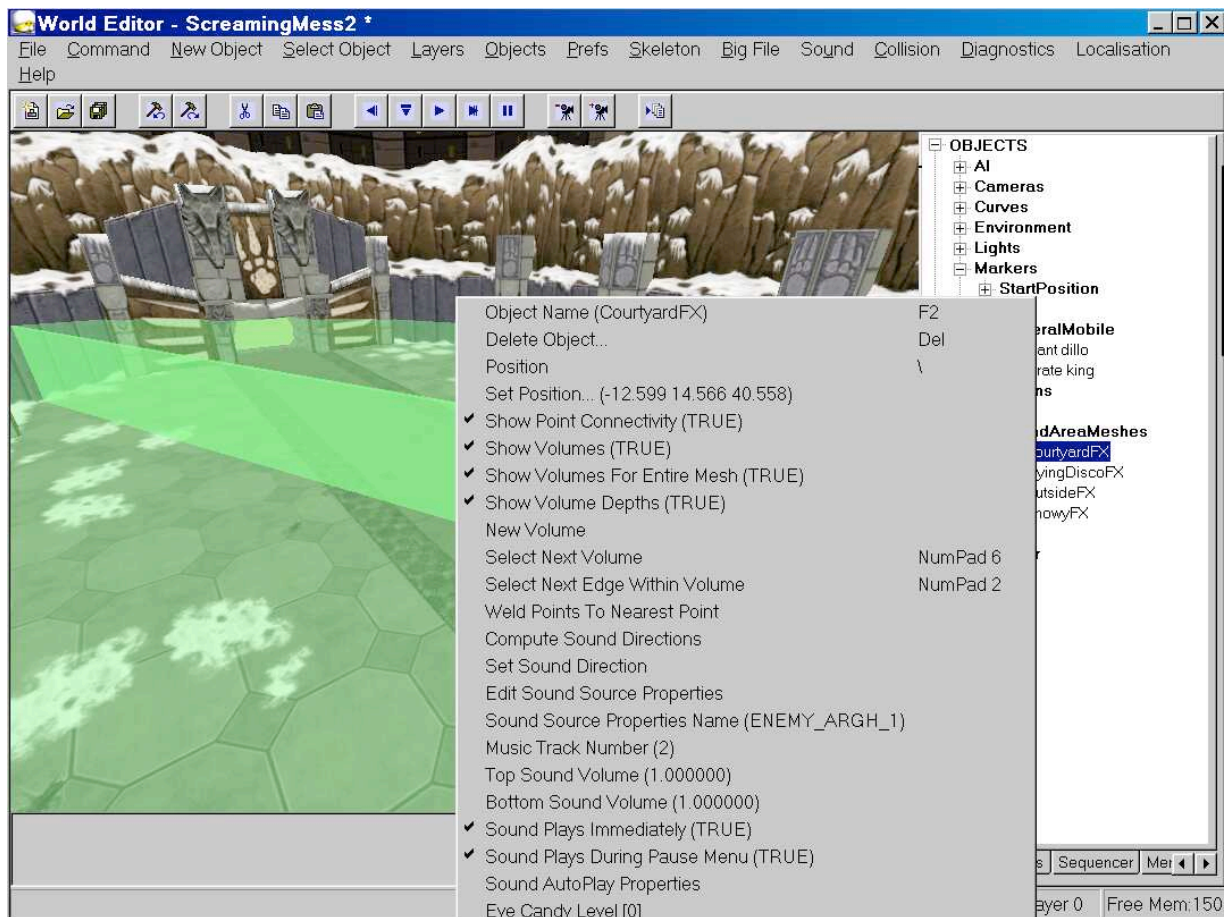 World Editor - ScreamingMess2 *
File Command New Object Select Object Layers Objects Prefs Skeleton Big File Sound Collision Diagnostics Localisation
Help
OBJECTS
AI
Cameras
Curves
Environment
Lights
Markers
StartPosition
eralMobile
ant dillo
rate king
ns
ndAreaMeshes
ourtyardFX
yingDiscoFX
utsideFX
nowyFX
r
Object Name (CourtyardFX) F2
Delete Object... Del
Position \
Set Position... (-12.599 14.566 40.558)
Show Point Connectivity (TRUE)
Show Volumes (TRUE)
Show Volumes For Entire Mesh (TRUE)
Show Volume Depths (TRUE)
New Volume
Select Next Volume NumPad 6
Select Next Edge Within Volume NumPad 2
Weld Points To Nearest Point
Compute Sound Directions
Set Sound Direction
Edit Sound Source Properties
Sound Source Properties Name (ENEMY_ARGH_1)
Music Track Number (2)
Top Sound Volume (1.000000)
Bottom Sound Volume (1.000000)
Sound Plays Immediately (TRUE)
Sound Plays During Pause Menu (TRUE)
Sound AutoPlay Properties
Eye Candy Level [0]
s Sequencer Mer
ayer 0 Free Mem:150